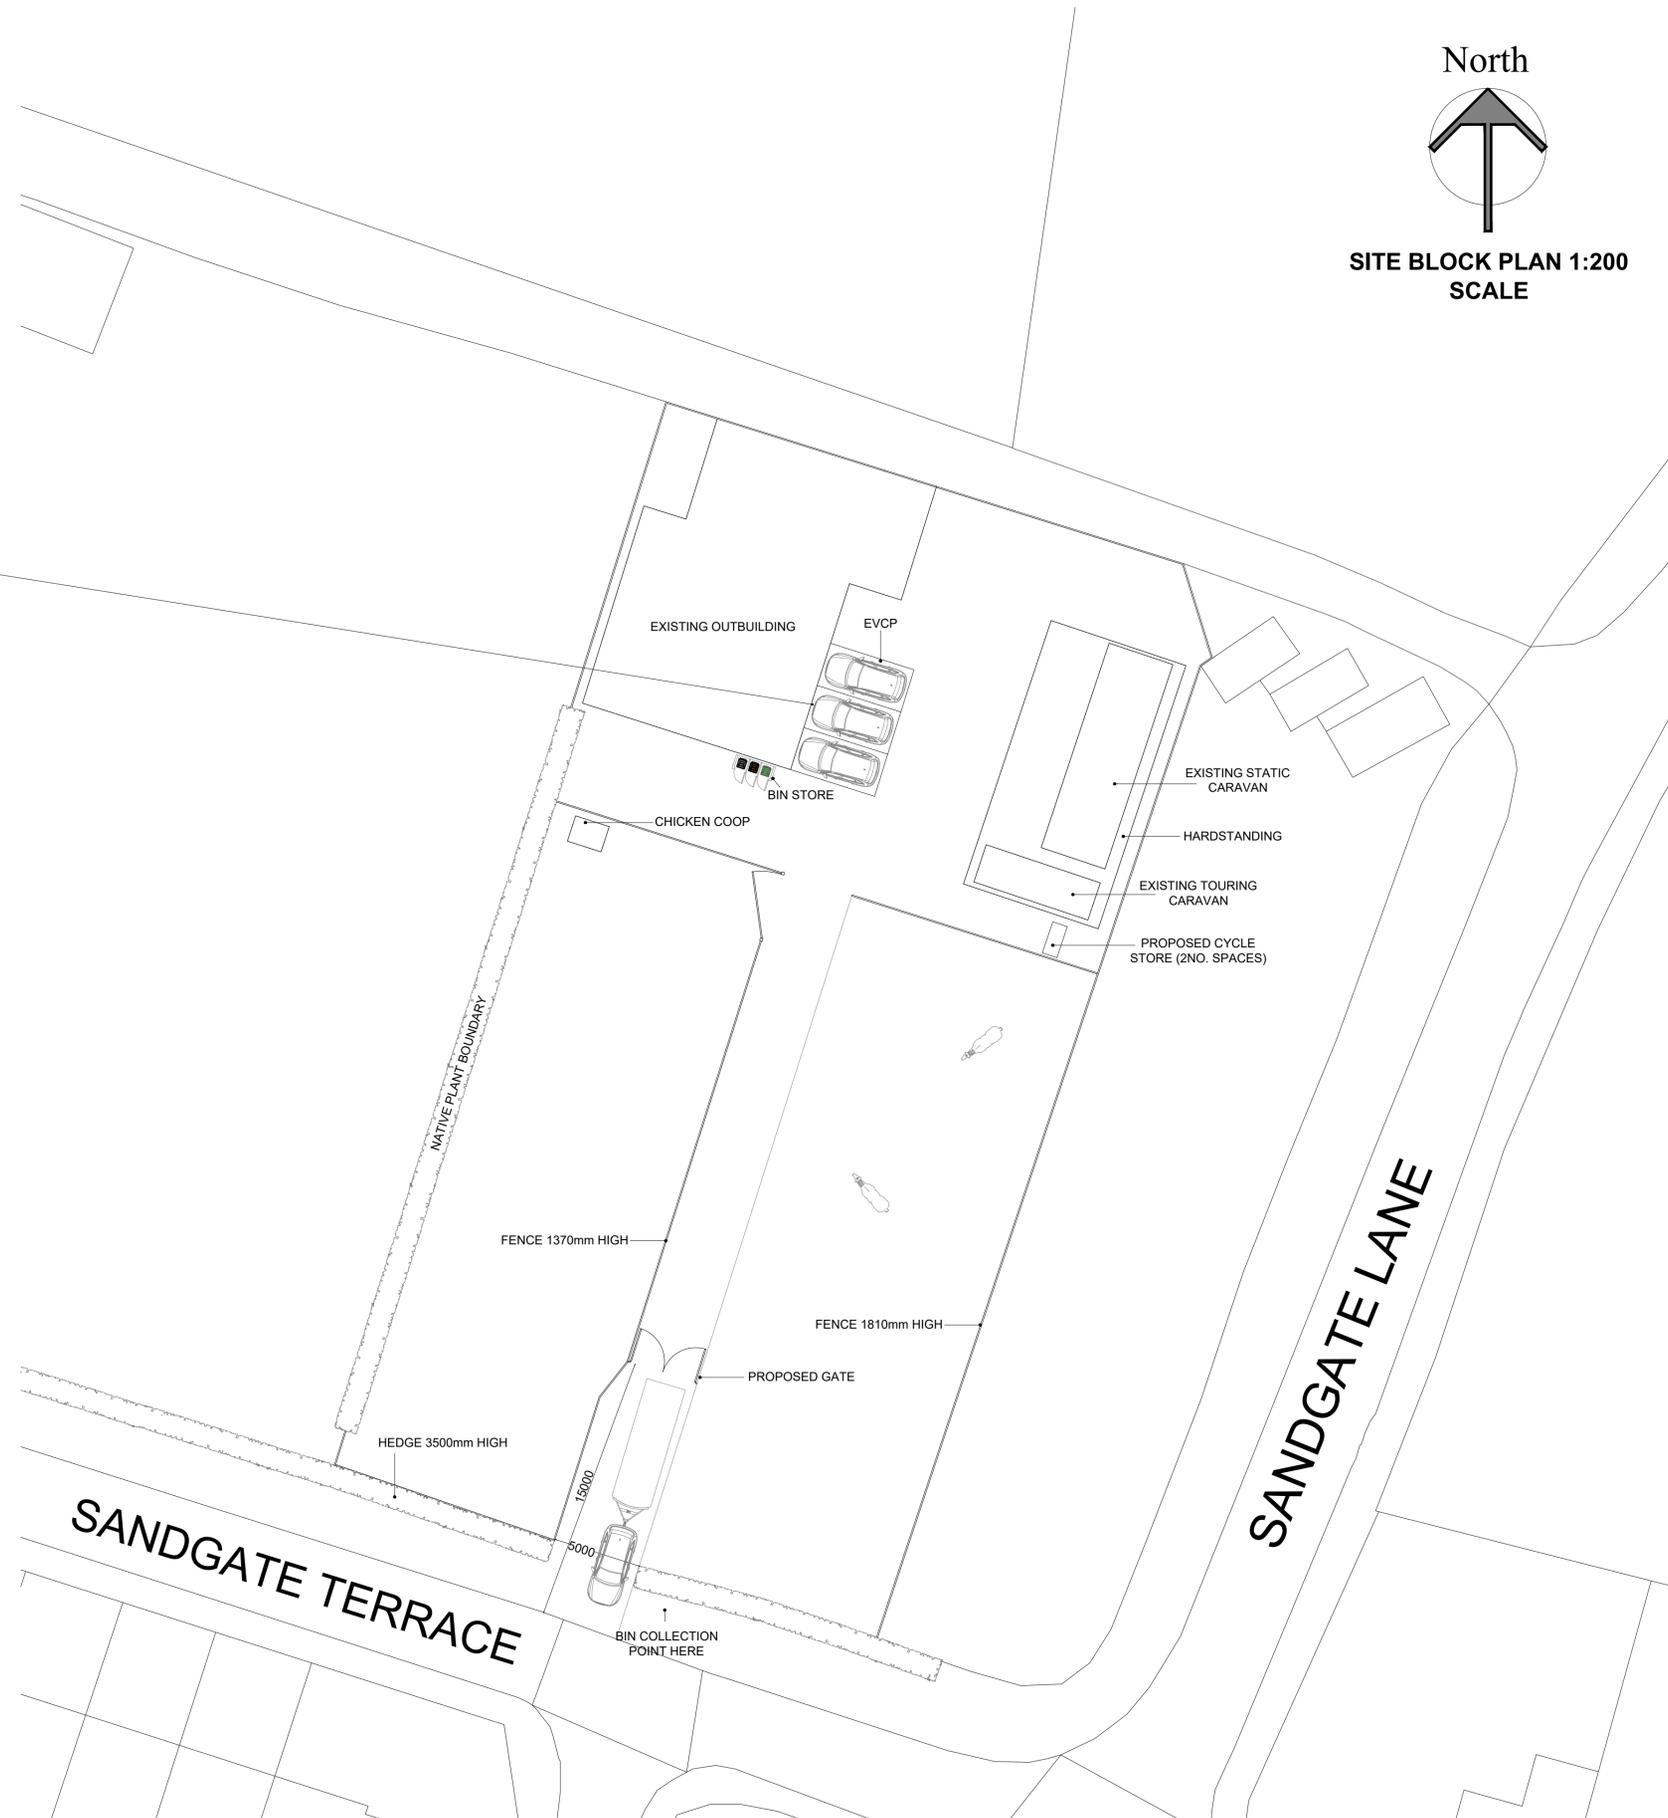 North
SITE BLOCK PLAN 1:200
SCALE
EXISTING OUTBUILDING
EVCP
BIN STORE
CHICKEN COOP
EXISTING STATIC
CARAVAN
HARDSTANDING
EXISTING TOURING
CARAVAN
PROPOSED CYCLE
STORE (2NO. SPACES)
NATIVE PLANT BOUNDARY
FENCE 1370mm HIGH
FENCE 1810mm HIGH
PROPOSED GATE
HEDGE 3500mm HIGH
15000
5000
SANDGATE TERRACE
SANDGATE LANE
BIN COLLECTION
POINT HERE